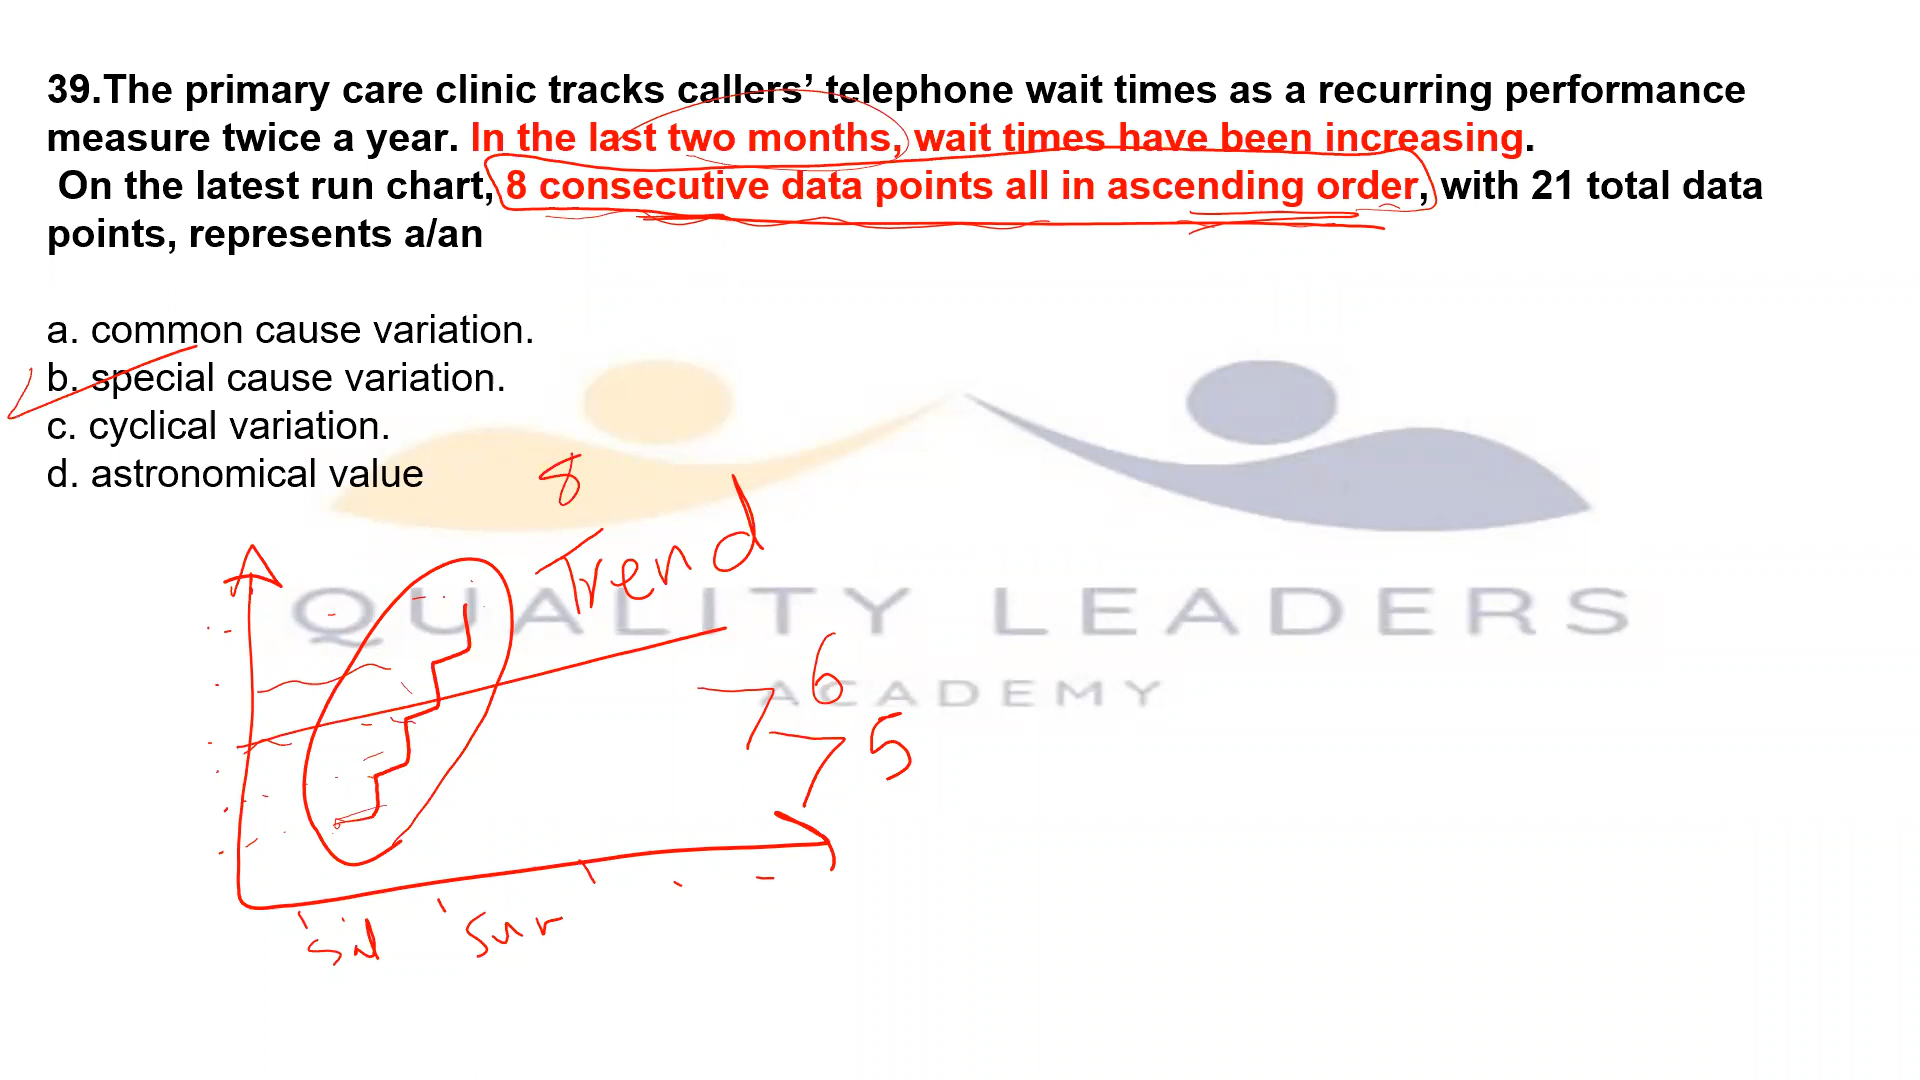 39.The primary care clinic tracks callers’ telephone wait times as a recurring performance
measure twice a year. In the last two months, wait times have been increasing.
On the latest run chart, 8 consecutive data points all in ascending order, with 21 total data
points, represents a/an
a. common cause variation.
b. special cause variation.
c. cyclical variation.
d. astronomical value
8
Trend
QUALITY LEADERS
ACADEMY
7 6
7 5